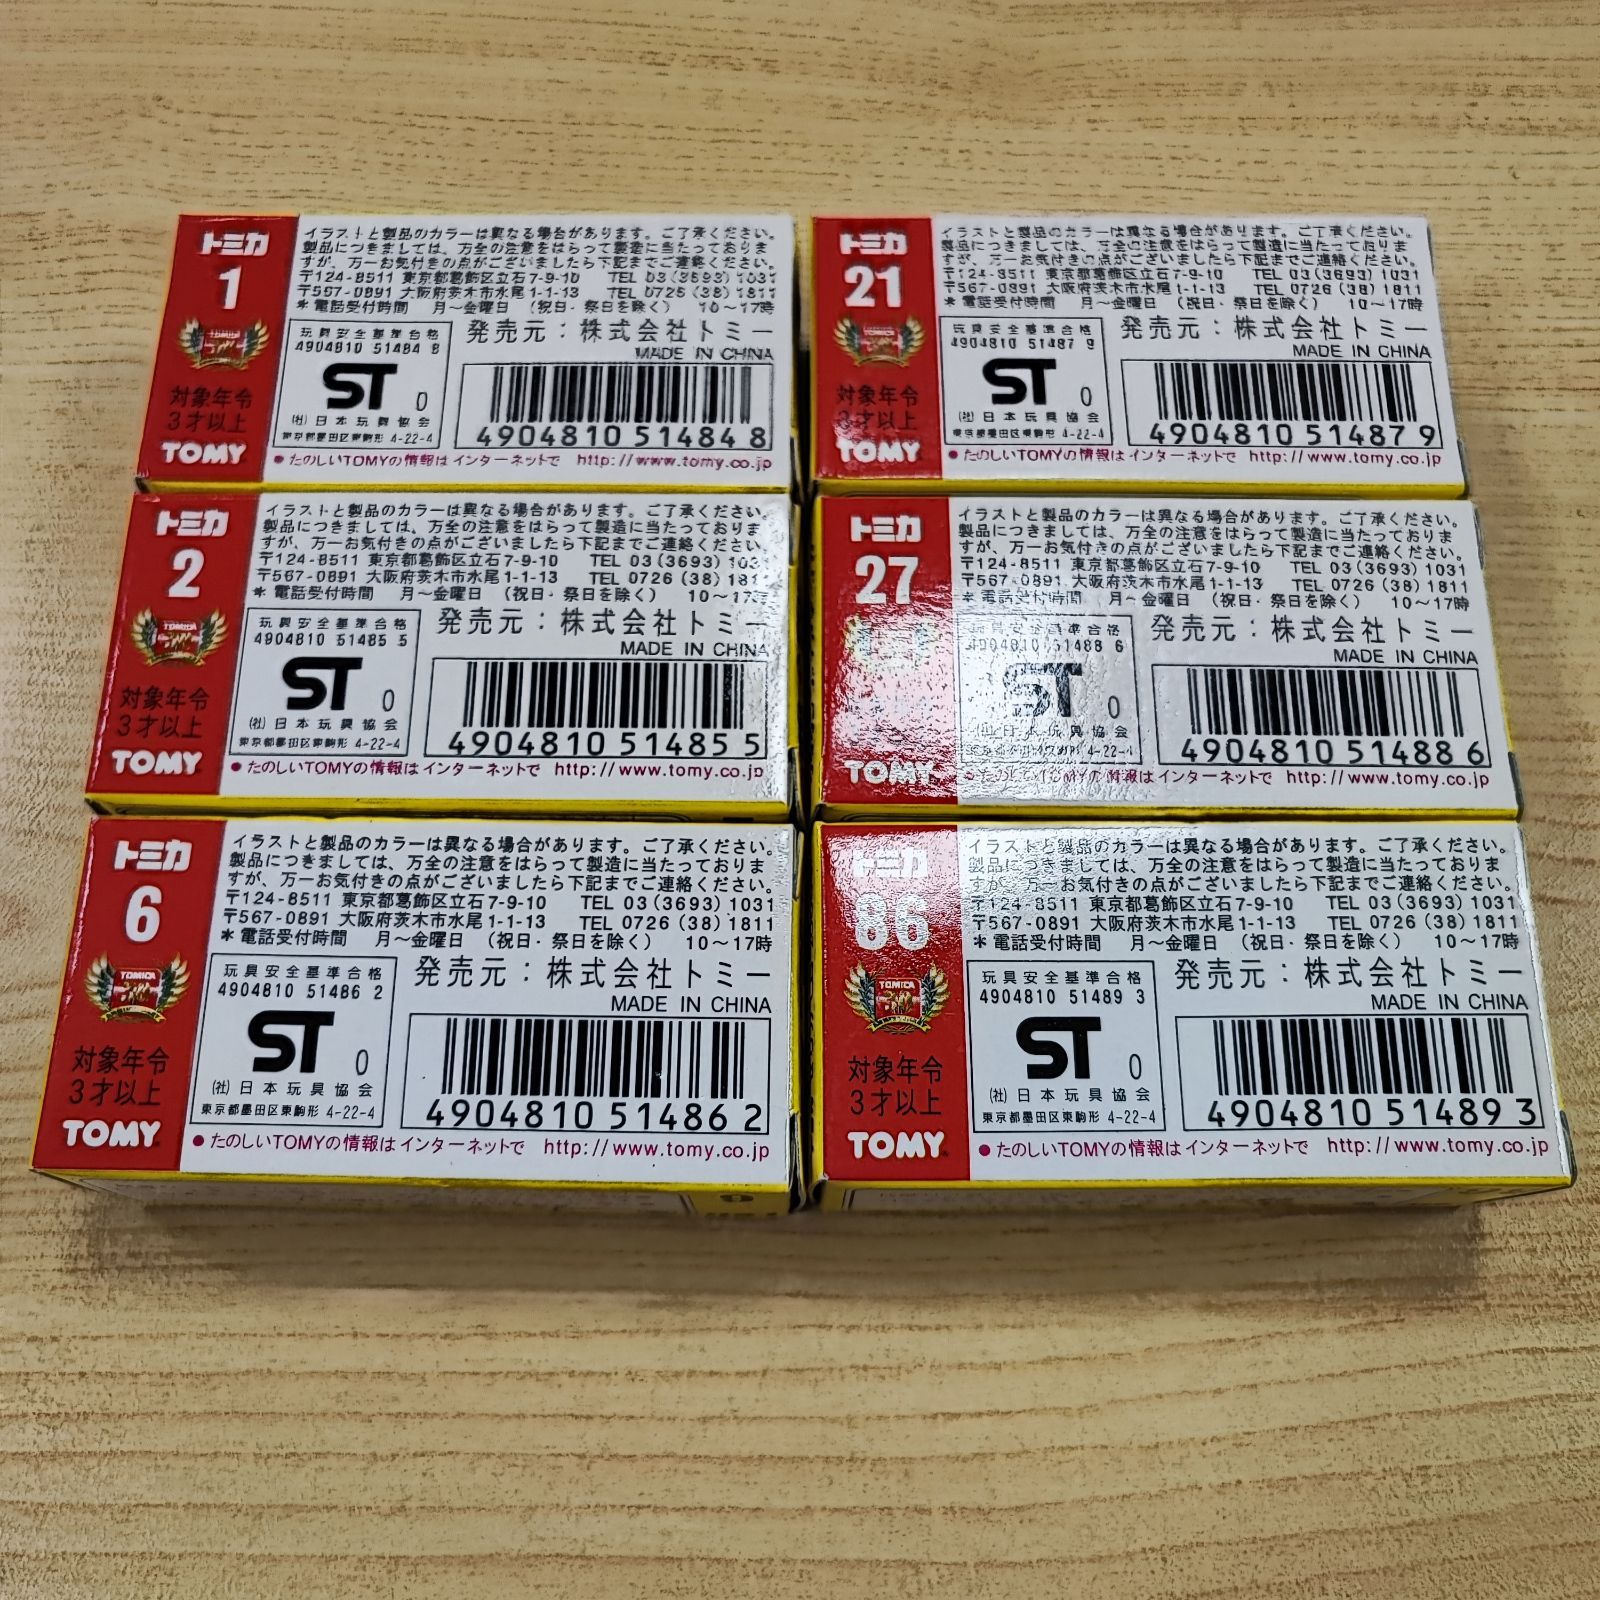 トミカ
1
TOMICA
対象年令
3才以上
TOMY
イラストと製品のカラーは異なる場合があります。ご了承ください。
製品につきましては、万全の注意をはらって製造に当たっておりま
すが、万一お気付きの点がございましたら下記までご連絡ください。
〒124-8511 東京都葛飾区立石7-9-10 TEL 03(3693)1031
〒567-0891 大阪府茨木市水尾1-1-13 TEL 0726(38)1811
*電話受付時間 月~金曜日 (祝日・祭日を除く) 10~17時
玩具安全基準合格
4904810 51484 8
ST 0
(社)日本玩具協会
東京都墨田区東駒形 4-22-4
発売元:株式会社トミー
MADE IN CHINA
4904810 514848
●たのしいTOMYの情報はインターネットで http://www.tomy.co.jp
トミカ
2
TOMICA
対象年令
3才以上
TOMY
イラストと製品のカラーは異なる場合があります。ご了承ください。
製品につきましては、万全の注意をはらって製造に当たっておりま
すが、万一お気付きの点がございましたら下記までご連絡ください。
〒124-8511 東京都葛飾区立石7-9-10 TEL 03(3693)1031
〒567-0891 大阪府茨木市水尾1-1-13 TEL 0726(38)1811
*電話受付時間 月~金曜日 (祝日・祭日を除く) 10~17時
玩具安全基準合格
4904810 51485 5
ST 0
(社)日本玩具協会
東京都墨田区東駒形 4-22-4
発売元:株式会社トミー
MADE IN CHINA
4904810 514855
●たのしいTOMYの情報はインターネットで http://www.tomy.co.jp
トミカ
6
TOMICA
対象年令
3才以上
TOMY
イラストと製品のカラーは異なる場合があります。ご了承ください。
製品につきましては、万全の注意をはらって製造に当たっておりま
すが、万一お気付きの点がございましたら下記までご連絡ください。
〒124-8511 東京都葛飾区立石7-9-10 TEL 03(3693)1031
〒567-0891 大阪府茨木市水尾1-1-13 TEL 0726(38)1811
*電話受付時間 月~金曜日 (祝日・祭日を除く) 10~17時
玩具安全基準合格
4904810 51486 2
ST 0
(社)日本玩具協会
東京都墨田区東駒形 4-22-4
発売元:株式会社トミー
MADE IN CHINA
4904810 514862
●たのしいTOMYの情報はインターネットで http://www.tomy.co.jp
トミカ
21
TOMICA
対象年令
3才以上
TOMY
イラストと製品のカラーは異なる場合があります。ご了承ください。
製品につきましては、万全の注意をはらって製造に当たっておりま
すが、万一お気付きの点がございましたら下記までご連絡ください。
〒124-8511 東京都葛飾区立石7-9-10 TEL 03(3693)1031
〒567-0891 大阪府茨木市水尾1-1-13 TEL 0726(38)1811
*電話受付時間 月~金曜日 (祝日・祭日を除く) 10~17時
玩具安全基準合格
4904810 51487 9
ST 0
(社)日本玩具協会
東京都墨田区東駒形 4-22-4
発売元:株式会社トミー
MADE IN CHINA
4904810 514879
●たのしいTOMYの情報はインターネットで http://www.tomy.co.jp
トミカ
27
TOMY
イラストと製品のカラーは異なる場合があります。ご了承ください。
製品につきましては、万全の注意をはらって製造に当たっておりま
すが、万一お気付きの点がございましたら下記までご連絡ください。
〒124-8511 東京都葛飾区立石7-9-10 TEL 03(3693)1031
〒567-0891 大阪府茨木市水尾1-1-13 TEL 0726(38)1811
*電話受付時間 月~金曜日 (祝日・祭日を除く) 10~17時
玩具安全基準合格
4904810 51488 6
ST 0
(社)日本玩具協会
東京都墨田区東駒形 4-22-4
発売元:株式会社トミー
MADE IN CHINA
4904810 514886
●たのしいTOMYの情報はインターネットで http://www.tomy.co.jp
トミカ
86
TOMICA
対象年令
3才以上
TOMY
イラストと製品のカラーは異なる場合があります。ご了承ください。
製品につきましては、万全の注意をはらって製造に当たっておりま
すが、万一お気付きの点がございましたら下記までご連絡ください。
〒124-8511 東京都葛飾区立石7-9-10 TEL 03(3693)1031
〒567-0891 大阪府茨木市水尾1-1-13 TEL 0726(38)1811
*電話受付時間 月~金曜日 (祝日・祭日を除く) 10~17時
玩具安全基準合格
4904810 51489 3
ST 0
(社)日本玩具協会
東京都墨田区東駒形 4-22-4
発売元:株式会社トミー
MADE IN CHINA
4904810 514893
●たのしいTOMYの情報はインターネットで http://www.tomy.co.jp